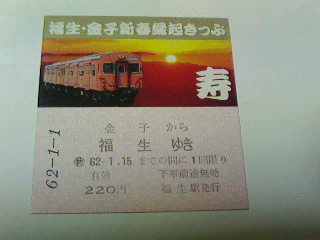 福生・金子新春縁起きっぷ
寿
62-1-1
金子から
福生ゆき
62-1.15までの間に1回限り
有効 下車前途無効
220円 福生駅発行